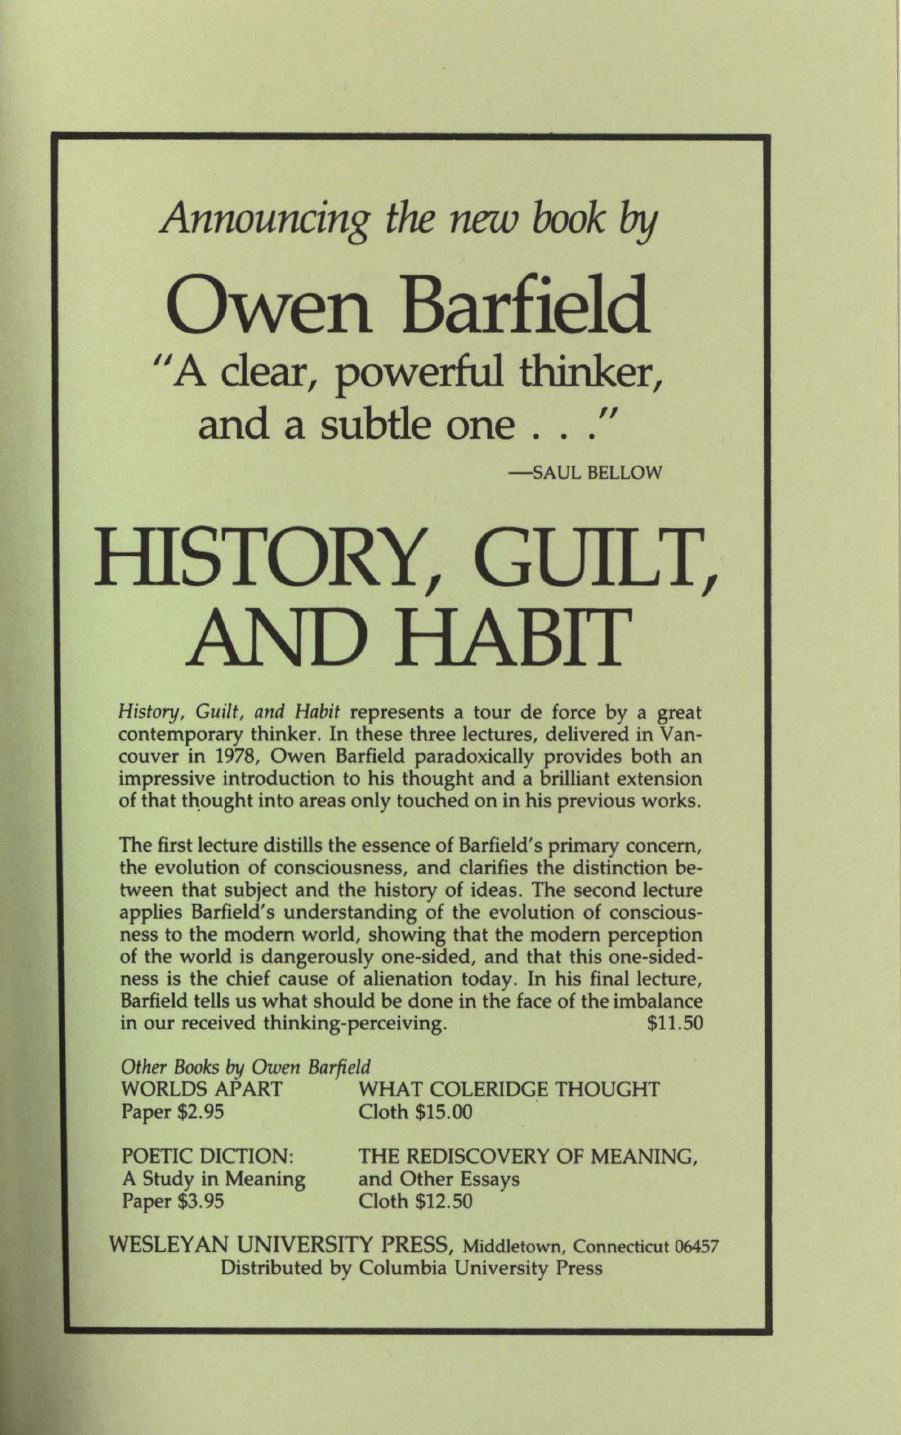 Announcing the new book by
Owen Barfield
"A clear, powerful thinker,
and a subtle one . . ."
—SAUL BELLOW
HISTORY, GUILT,
AND HABIT
History, Guilt, and Habit represents a tour de force by a great
contemporary thinker. In these three lectures, delivered in Van-
couver in 1978, Owen Barfield paradoxically provides both an
impressive introduction to his thought and a brilliant extension
of that thought into areas only touched on in his previous works.
The first lecture distills the essence of Barfield's primary concern,
the evolution of consciousness, and clarifies the distinction be-
tween that subject and the history of ideas. The second lecture
applies Barfield's understanding of the evolution of conscious-
ness to the modern world, showing that the modern perception
of the world is dangerously one-sided, and that this one-sided-
ness is the chief cause of alienation today. In his final lecture,
Barfield tells us what should be done in the face of the imbalance
in our received thinking-perceiving. $11.50
Other Books by Owen Barfield
WORLDS APART
Paper $2.95
WHAT COLERIDGE THOUGHT
Cloth $15.00
POETIC DICTION:
A Study in Meaning
Paper $3.95
THE REDISCOVERY OF MEANING,
and Other Essays
Cloth $12.50
WESLEYAN UNIVERSITY PRESS, Middletown, Connecticut 06457
Distributed by Columbia University Press